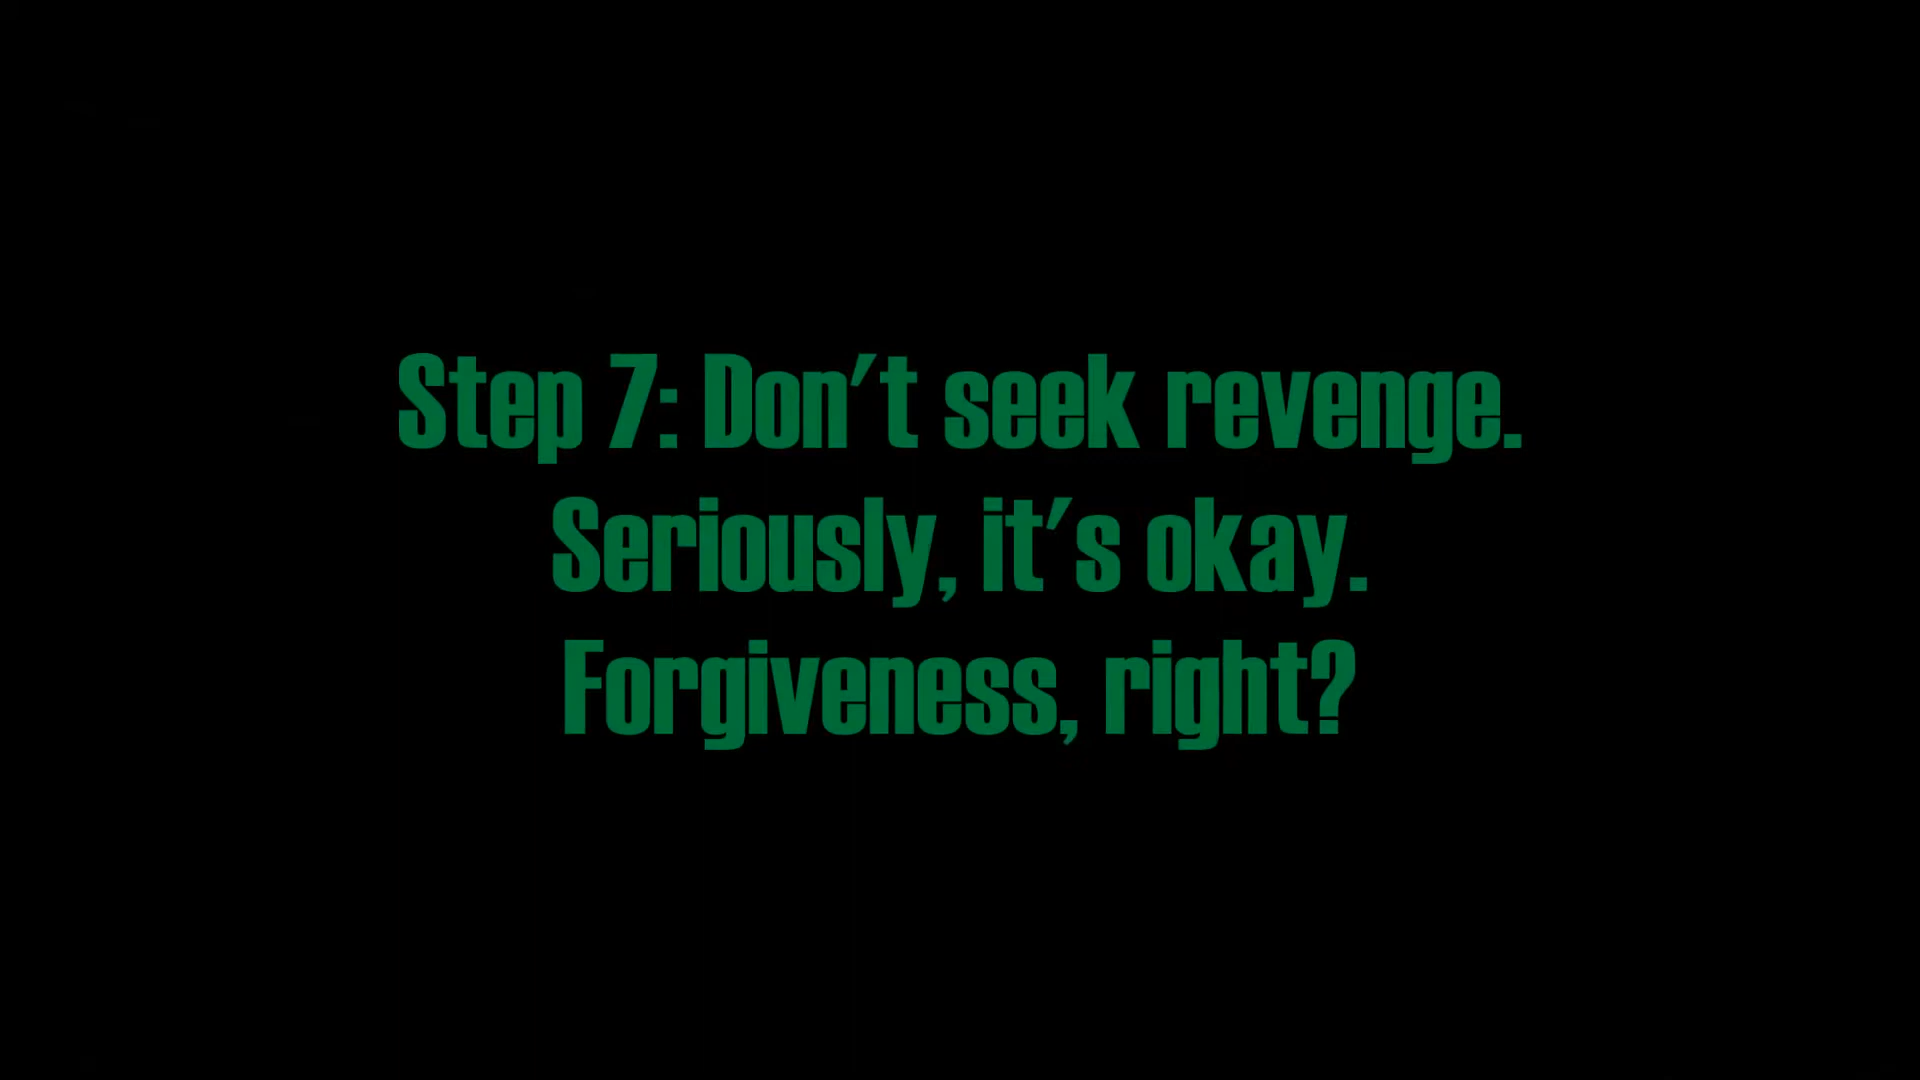 Step 7: Don't seek revenge.
Seriously, it's okay.
Forgiveness, right?